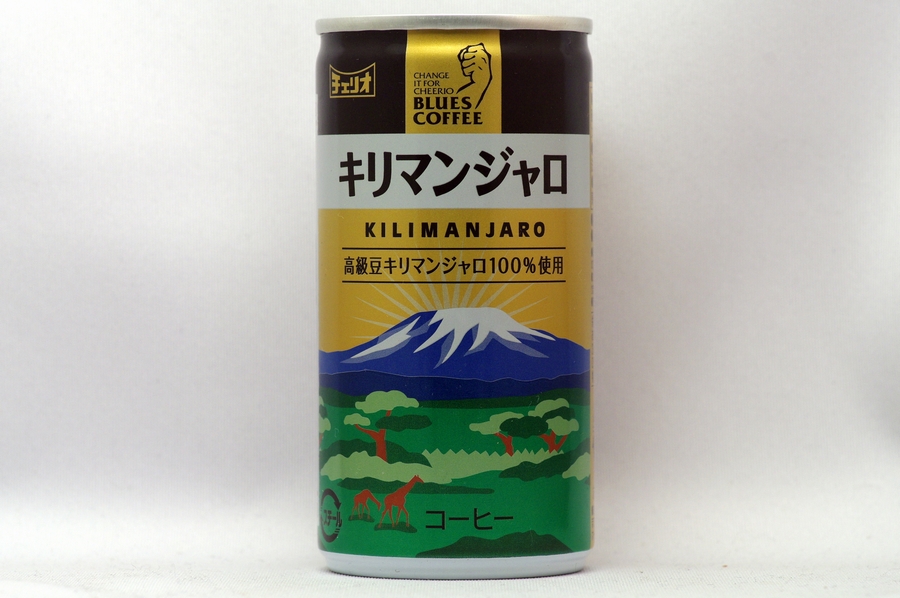 チェリオ
CHANGE
IT FOR
CHEERIO
BLUES
COFFEE
キリマンジャロ
KILIMANJARO
高級豆キリマンジャロ100%使用
スチール
コーヒー